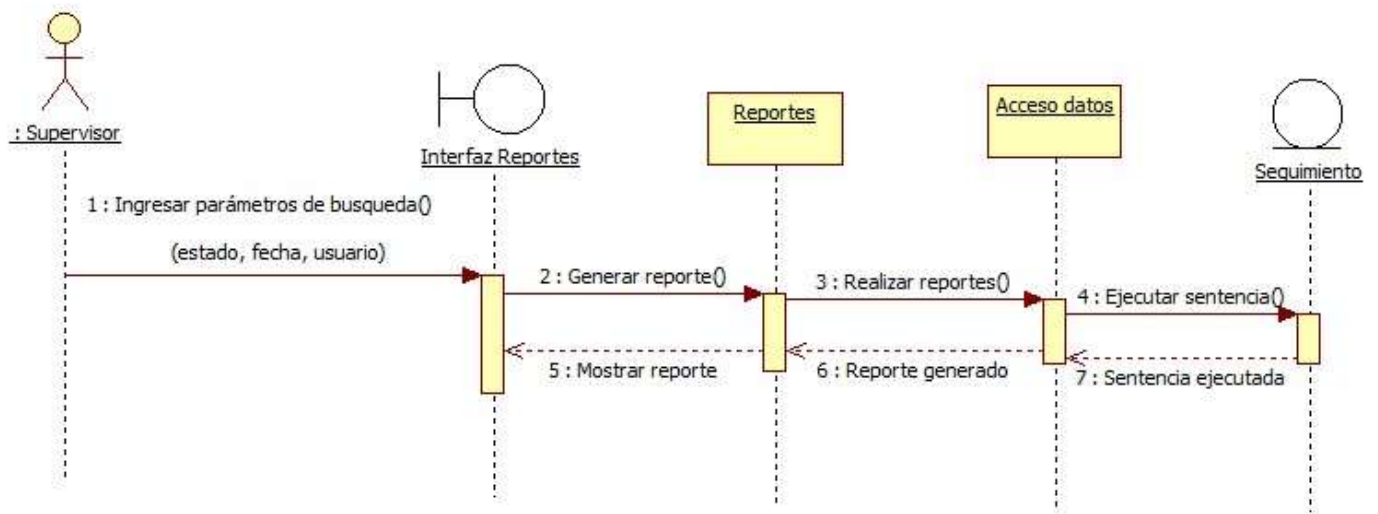 : Supervisor
Interfaz Reportes
Reportes
Acceso datos
Seguimiento
1 : Ingresar parámetros de busqueda()
(estado, fecha, usuario)
2 : Generar reporte()
3 : Realizar reportes()
4 : Ejecutar sentencia()
5 : Mostrar reporte
6 : Reporte generado
7 : Sentencia ejecutada